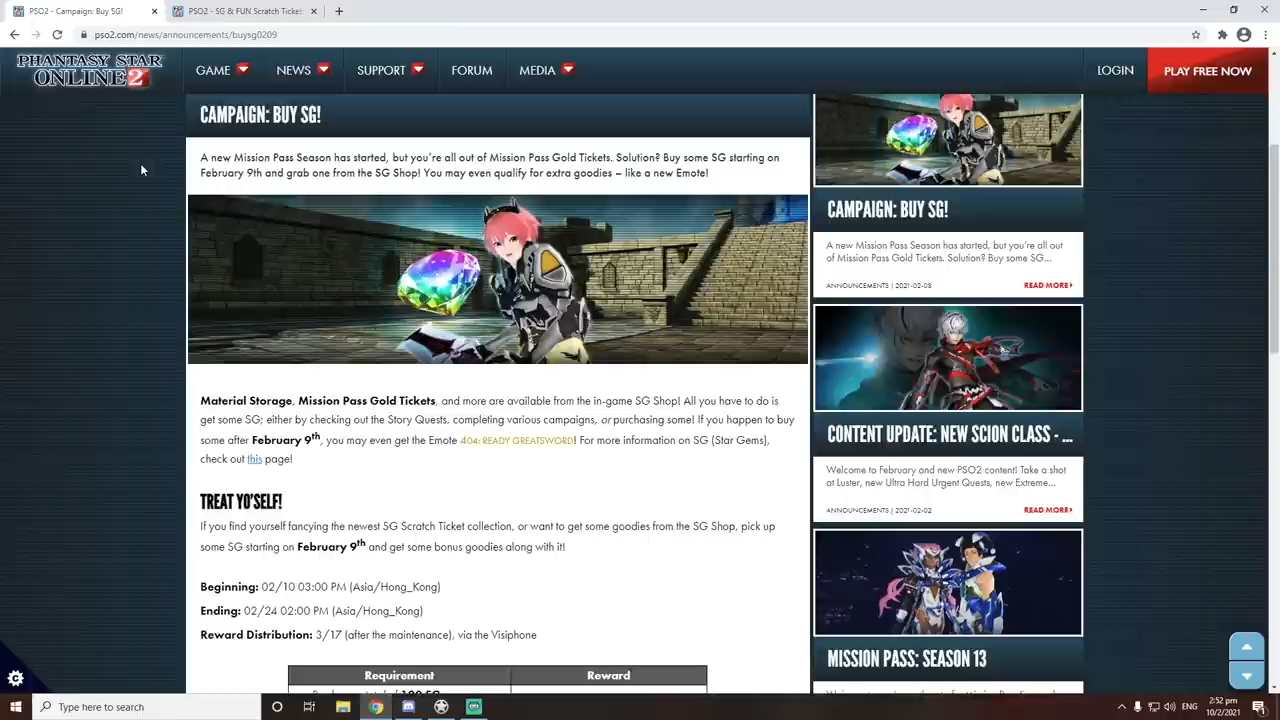 PSO2 - Campaign: Buy SG!
PSO2 - SG & FUN Scratch Ticket
pso2.com/news/announcements/buysg0209
PHANTASY STAR
ONLINE 2
GAME
NEWS
SUPPORT
FORUM
MEDIA
LOGIN
PLAY FREE NOW
CAMPAIGN: BUY SG!
A new Mission Pass Season has started, but you're all out of Mission Pass Gold Tickets. Solution? Buy some SG starting on
February 9th and grab one from the SG Shop! You may even qualify for extra goodies – like a new Emote!
Material Storage, Mission Pass Gold Tickets, and more are available from the in-game SG Shop! All you have to do is
get some SG; either by checking out the Story Quests, completing various campaigns, or purchasing some! If you happen to buy
some after February 9th, you may even get the Emote 404: READY GREATSWORD! For more information on SG (Star Gems),
check out this page!
TREAT YO'SELF!
If you find yourself fancying the newest SG Scratch Ticket collection, or want to get some goodies from the SG Shop, pick up
some SG starting on February 9th and get some bonus goodies along with it!
Beginning: 02/10 03:00 PM (Asia/Hong_Kong)
Ending: 02/24 02:00 PM (Asia/Hong_Kong)
Reward Distribution: 3/17 (after the maintenance), via the Visiphone
Requirement
Reward
CAMPAIGN: BUY SG!
A new Mission Pass Season has started, but you're all out
of Mission Pass Gold Tickets. Solution? Buy some SG...
ANNOUNCEMENTS | 2021-02-08
READ MORE
CONTENT UPDATE: NEW SCION CLASS - ...
Welcome to February and new PSO2 content! Take a shot
at Luster, new Ultra Hard Urgent Quests, new Extreme...
ANNOUNCEMENTS | 2021-02-02
READ MORE
MISSION PASS: SEASON 13
Type here to search
ENG
2:52 pm
10/2/2021